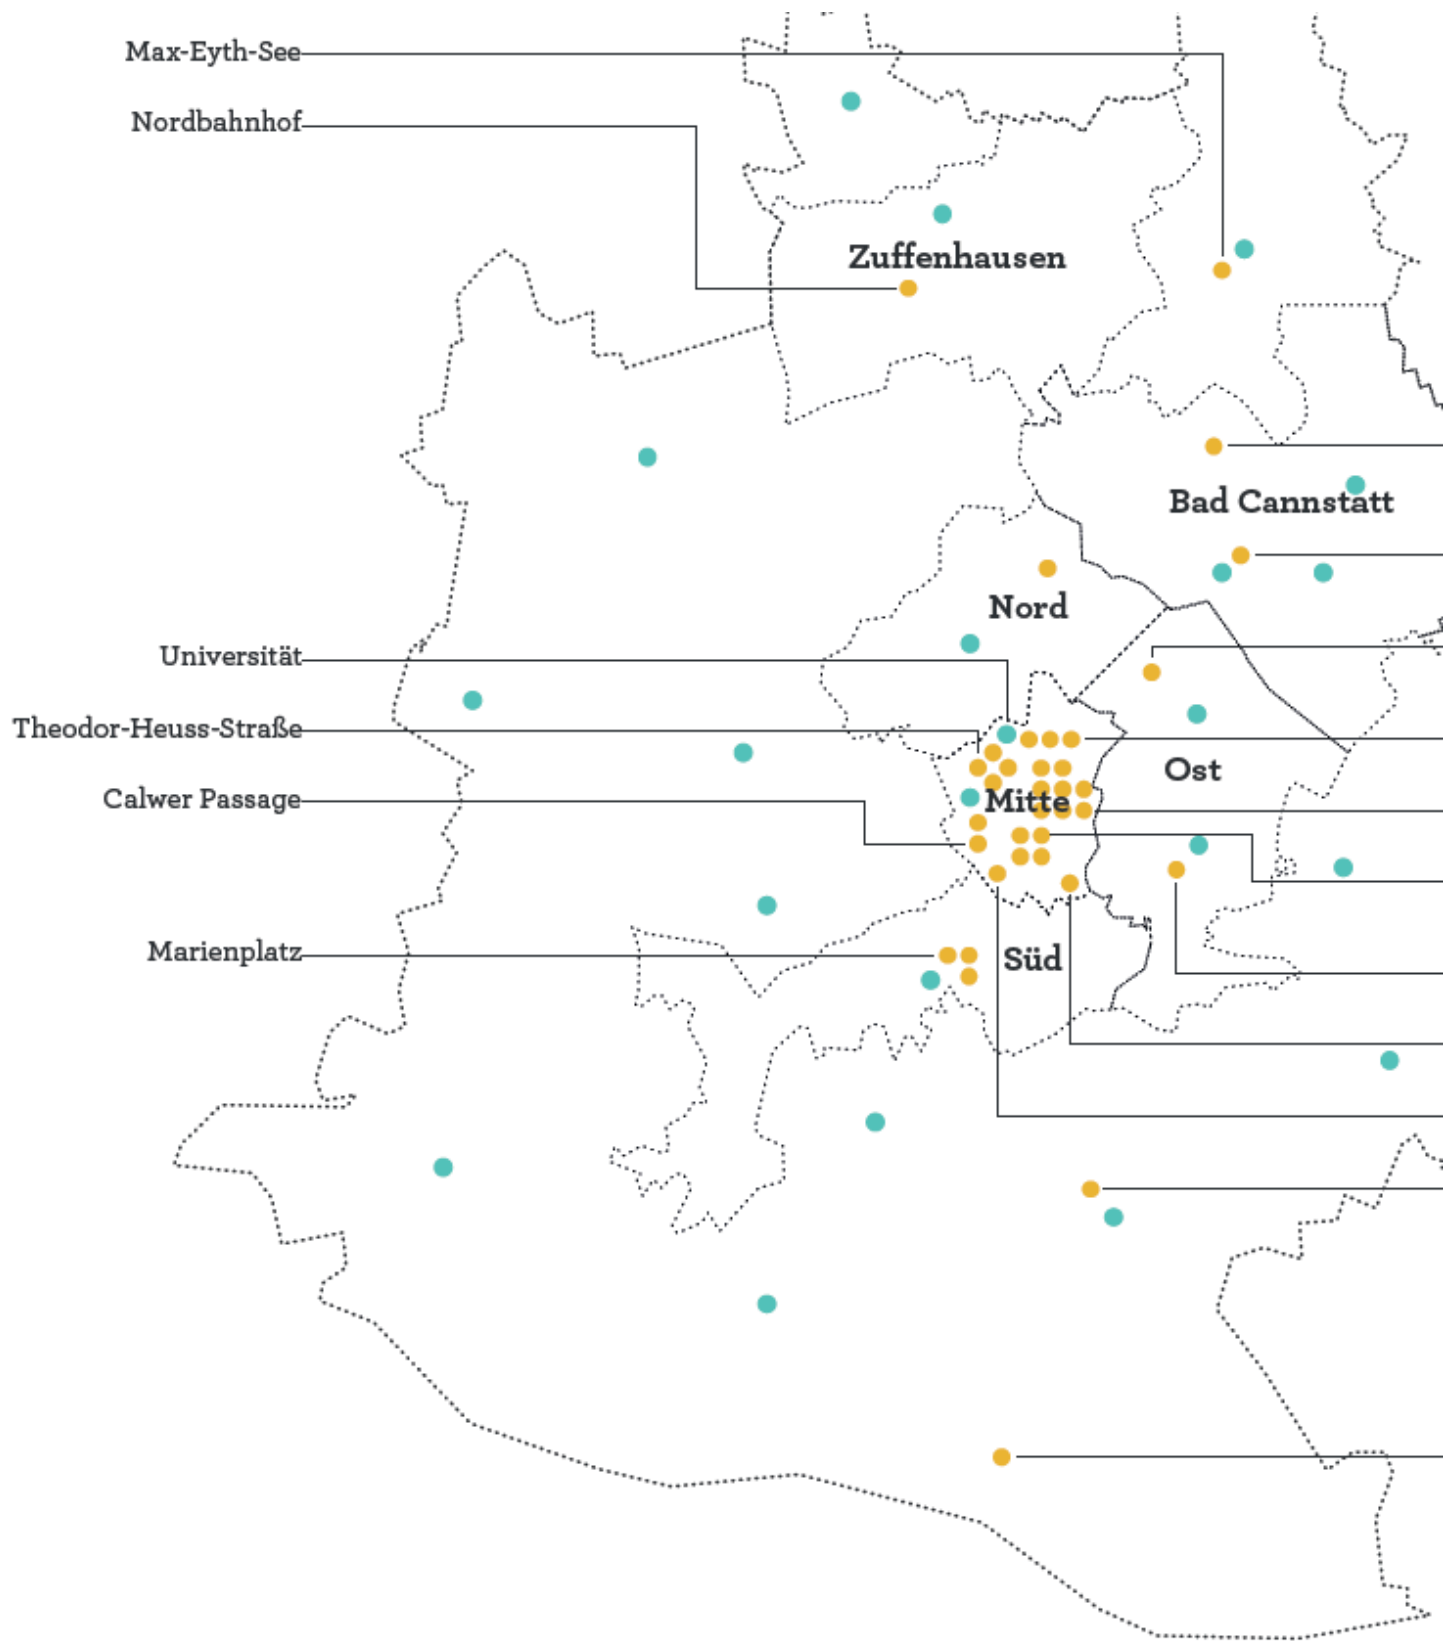 Max-Eyth-See
Nordbahnhof
Zuffenhausen
Bad Cannstatt
Nord
Universität
Theodor-Heuss-Straße
Ost
Calwer Passage
Mitte
Marienplatz
Süd